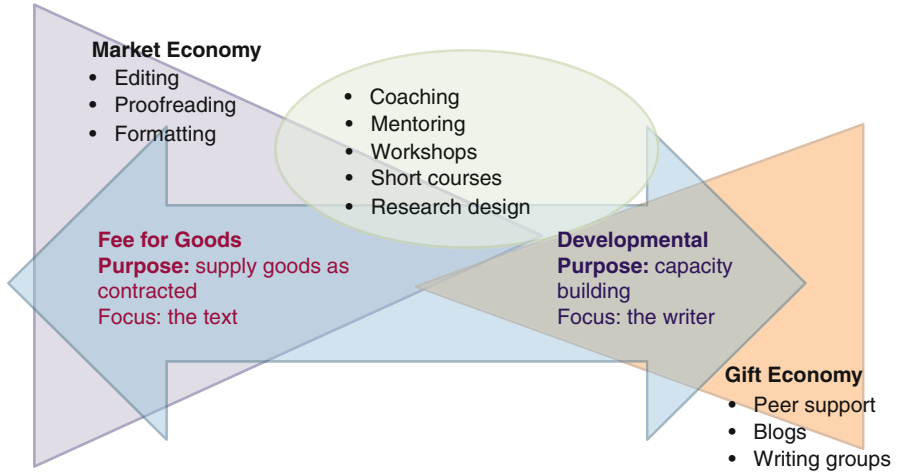 Market Economy
• Editing
• Proofreading
• Formatting
• Coaching
• Mentoring
• Workshops
• Short courses
• Research design
Fee for Goods
Purpose: supply goods as
contracted
Focus: the text
Developmental
Purpose: capacity
building
Focus: the writer
Gift Economy
• Peer support
• Blogs
• Writing groups